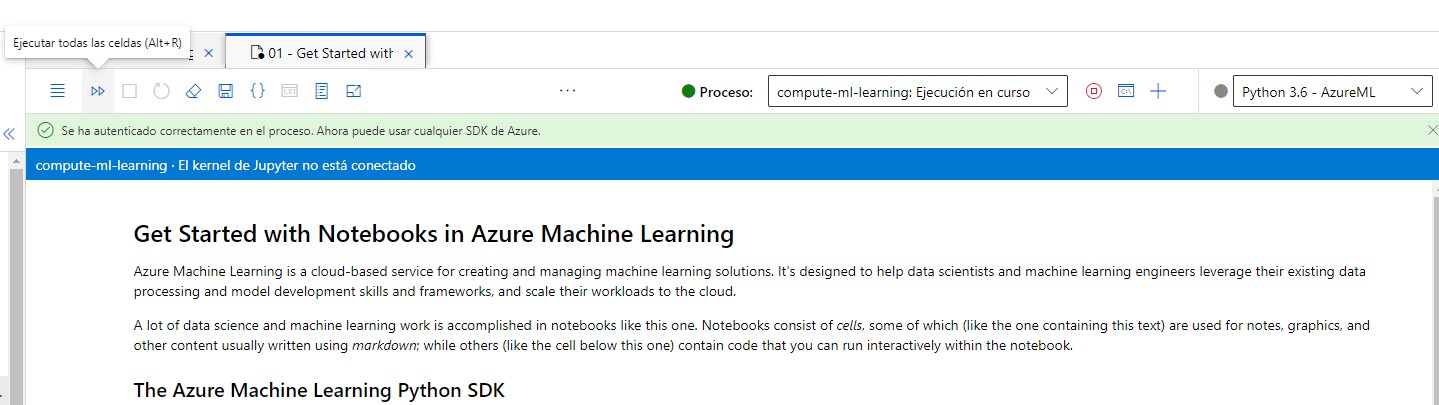 Ejecutar todas las celdas (Alt+R)
01 - Get Started with
Proceso:
compute-ml-learning: Ejecución en curso
Python 3.6 - AzureML
Se ha autenticado correctamente en el proceso. Ahora puede usar cualquier SDK de Azure.
compute-ml-learning · El kernel de Jupyter no está conectado
Get Started with Notebooks in Azure Machine Learning
Azure Machine Learning is a cloud-based service for creating and managing machine learning solutions. It's designed to help data scientists and machine learning engineers leverage their existing data
processing and model development skills and frameworks, and scale their workloads to the cloud.
A lot of data science and machine learning work is accomplished in notebooks like this one. Notebooks consist of cells, some of which (like the one containing this text) are used for notes, graphics, and
other content usually written using markdown; while others (like the cell below this one) contain code that you can run interactively within the notebook.
The Azure Machine Learning Python SDK